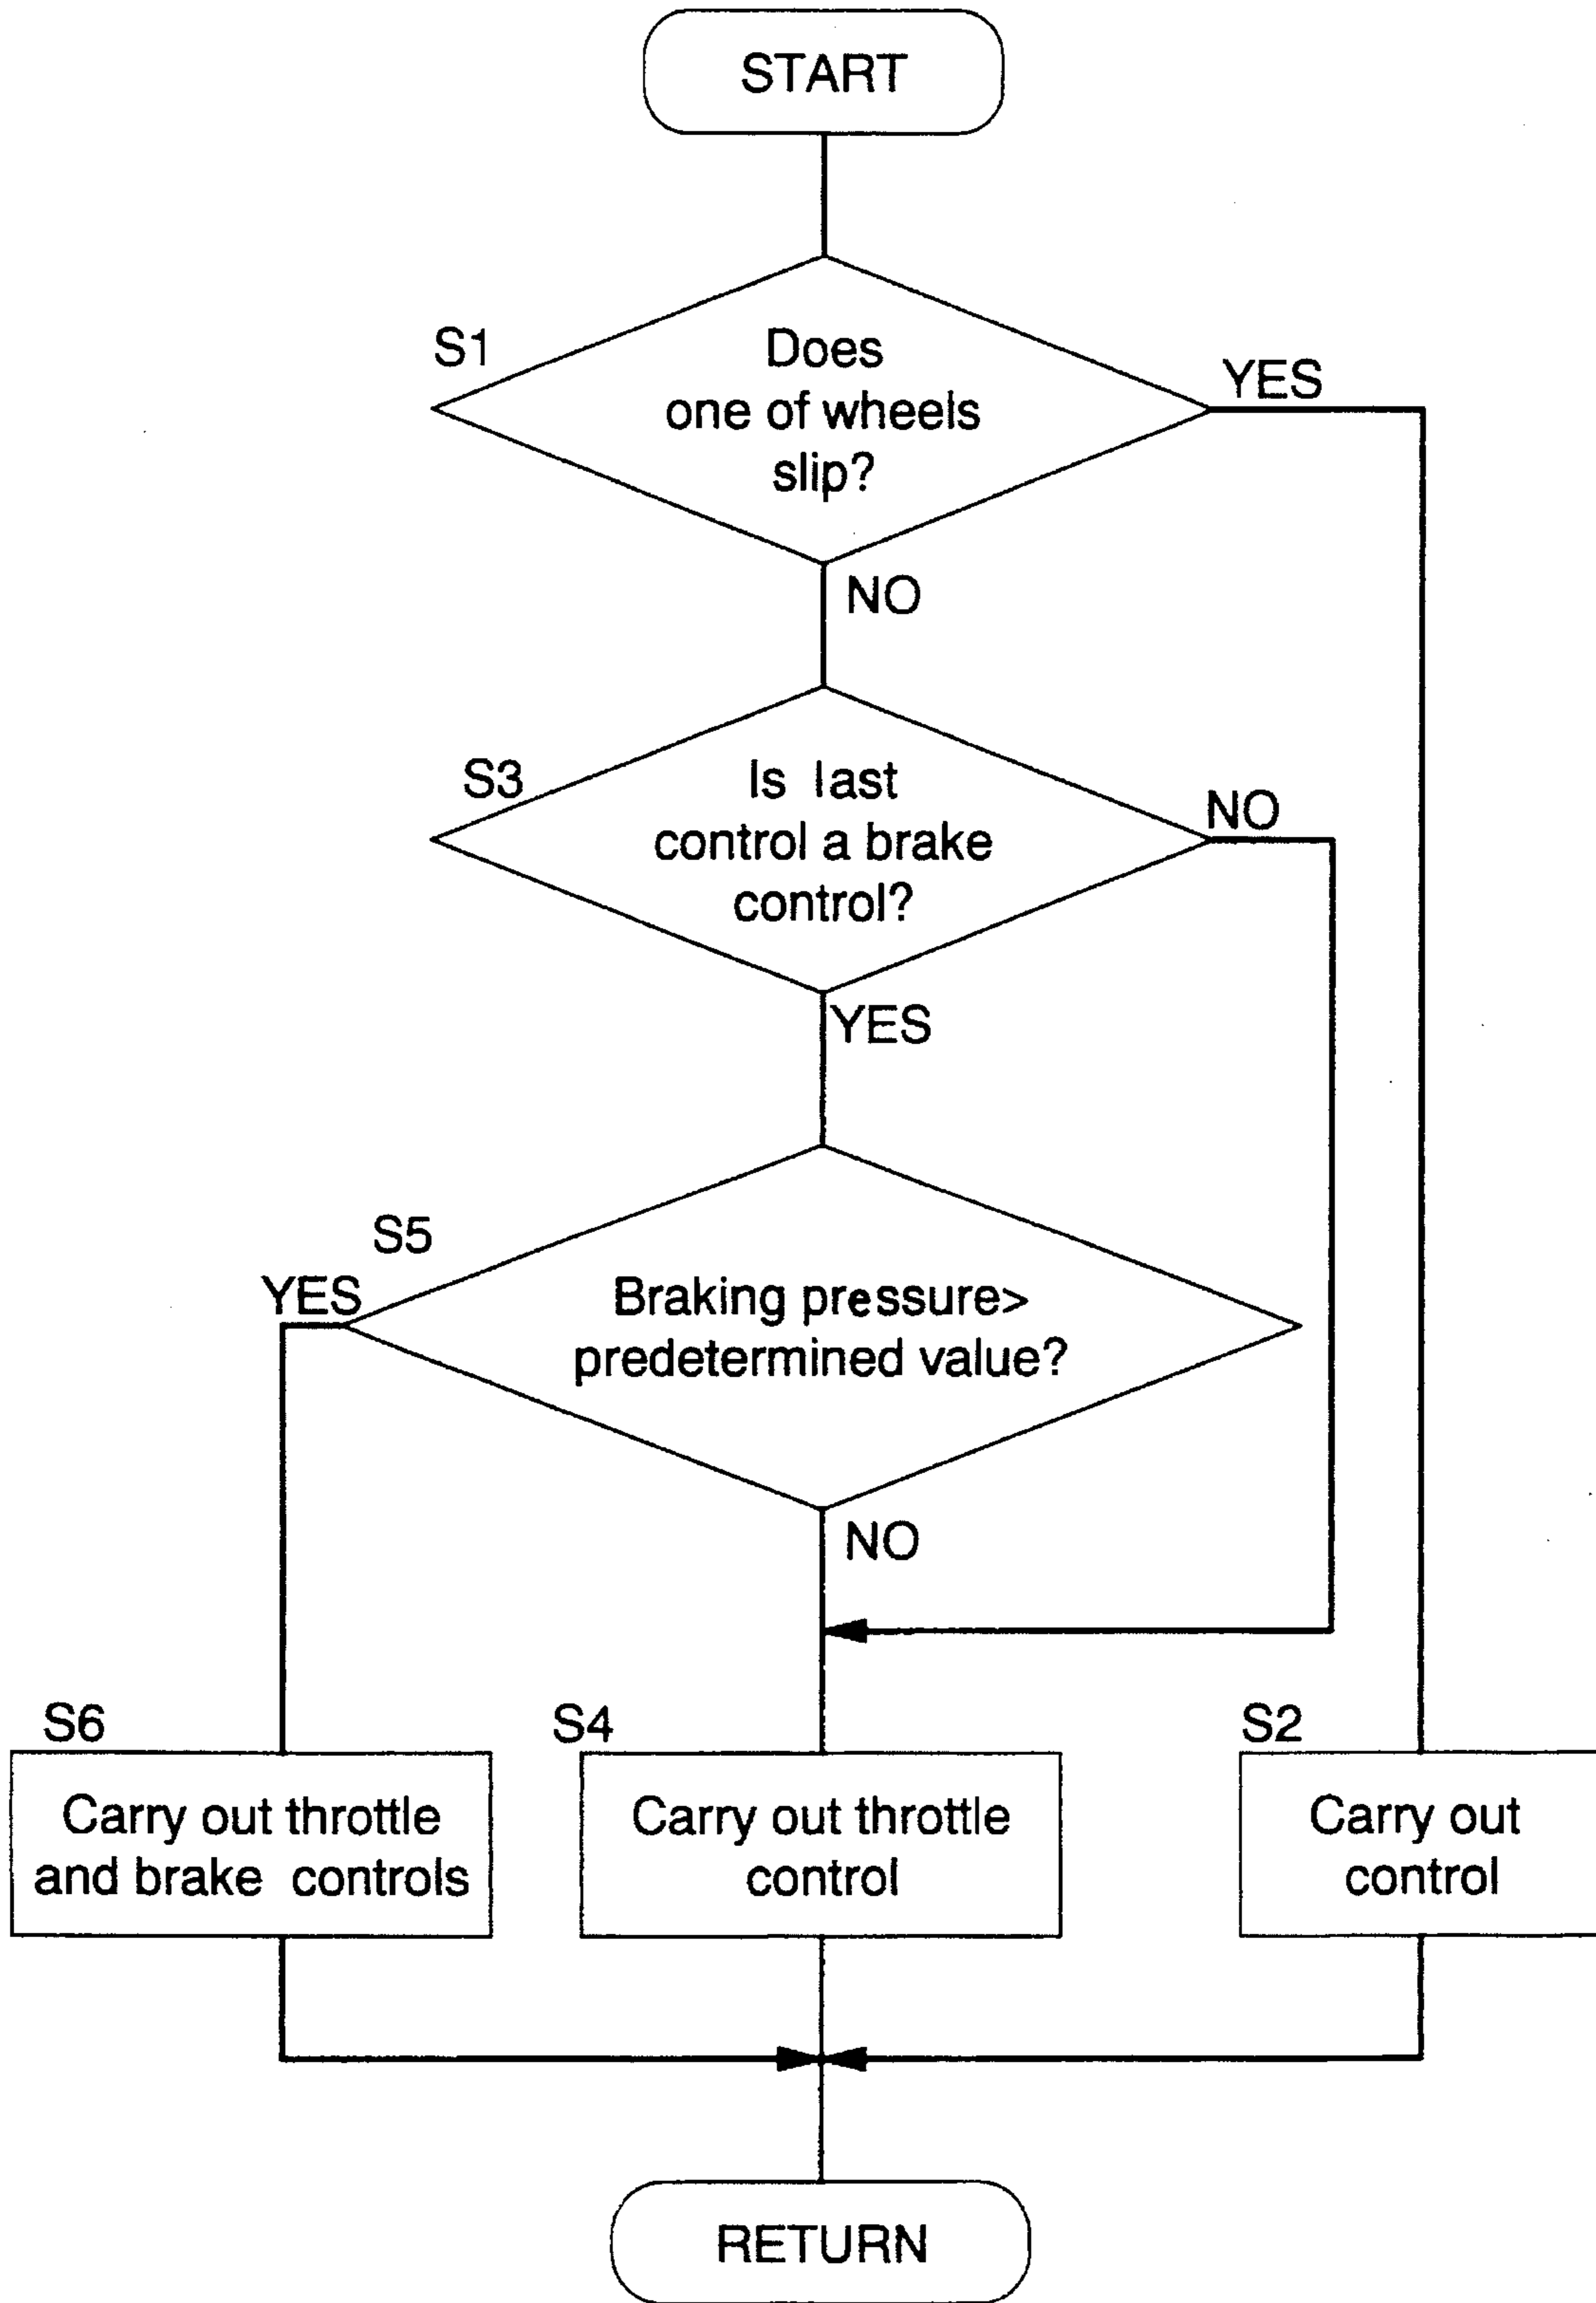 START
S1
Does
one of wheels
slip?
YES
NO
S3
Is last
control a brake
control?
NO
YES
S5
YES
Braking pressure>
predetermined value?
NO
S6
Carry out throttle
and brake controls
S4
Carry out throttle
control
S2
Carry out
control
RETURN